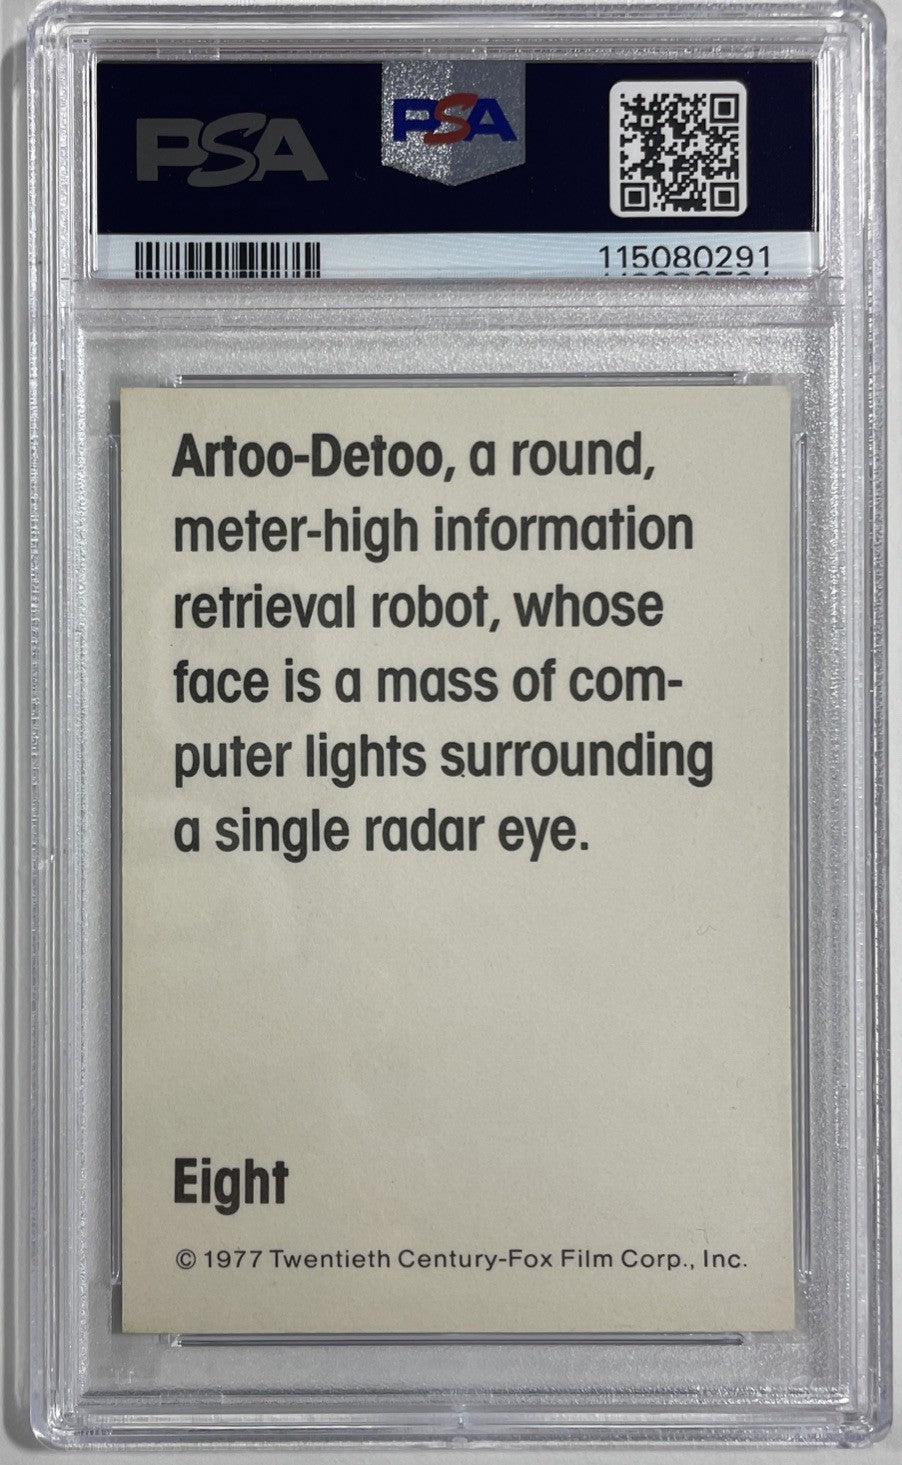 PSA
PSA
115080291
Artoo-Detoo, a round,
meter-high information
retrieval robot, whose
face is a mass of com-
puter lights surrounding
a single radar eye.
Eight
© 1977 Twentieth Century-Fox Film Corp., Inc.